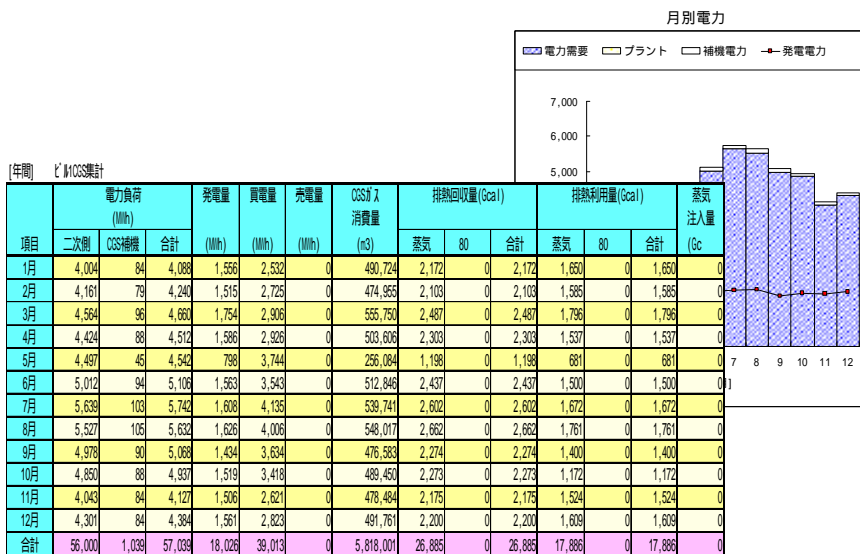 月別電力
電力需要 プラント 補機電力 発電電力
7,000
6,000
5,000
7 8 9 10 11 12
[年間] ビル1CGS集計
電力負荷 発電量 買電量 売電量 CGSガス 排熱回収量(Gcal) 排熱利用量(Gcal) 蒸気
(MWh) 消費量 注入量
項目 二次側 CGS補機 合計 (MWh) (MWh) (MWh) (m3) 蒸気 80 合計 蒸気 80 合計 (Gc
1月 4,004 84 4,088 1,556 2,532 0 490,724 2,172 0 2,172 1,650 0 1,650 0
2月 4,161 79 4,240 1,515 2,725 0 474,955 2,103 0 2,103 1,585 0 1,585 0
3月 4,564 96 4,660 1,754 2,906 0 555,750 2,487 0 2,487 1,796 0 1,796 0
4月 4,424 88 4,512 1,586 2,926 0 503,606 2,303 0 2,303 1,537 0 1,537 0
5月 4,497 45 4,542 798 3,744 0 256,084 1,198 0 1,198 681 0 681 0
6月 5,012 94 5,106 1,563 3,543 0 512,846 2,437 0 2,437 1,500 0 1,500 0
7月 5,639 103 5,742 1,608 4,135 0 539,741 2,602 0 2,602 1,672 0 1,672 0
8月 5,527 105 5,632 1,626 4,006 0 548,017 2,662 0 2,662 1,761 0 1,761 0
9月 4,978 90 5,068 1,434 3,634 0 476,583 2,274 0 2,274 1,400 0 1,400 0
10月 4,850 88 4,937 1,519 3,418 0 489,450 2,273 0 2,273 1,172 0 1,172 0
11月 4,043 84 4,127 1,506 2,621 0 478,484 2,175 0 2,175 1,524 0 1,524 0
12月 4,301 84 4,384 1,561 2,823 0 491,761 2,200 0 2,200 1,609 0 1,609 0
合計 56,000 1,039 57,039 18,026 39,013 0 5,818,001 26,885 0 26,885 17,886 0 17,886 0